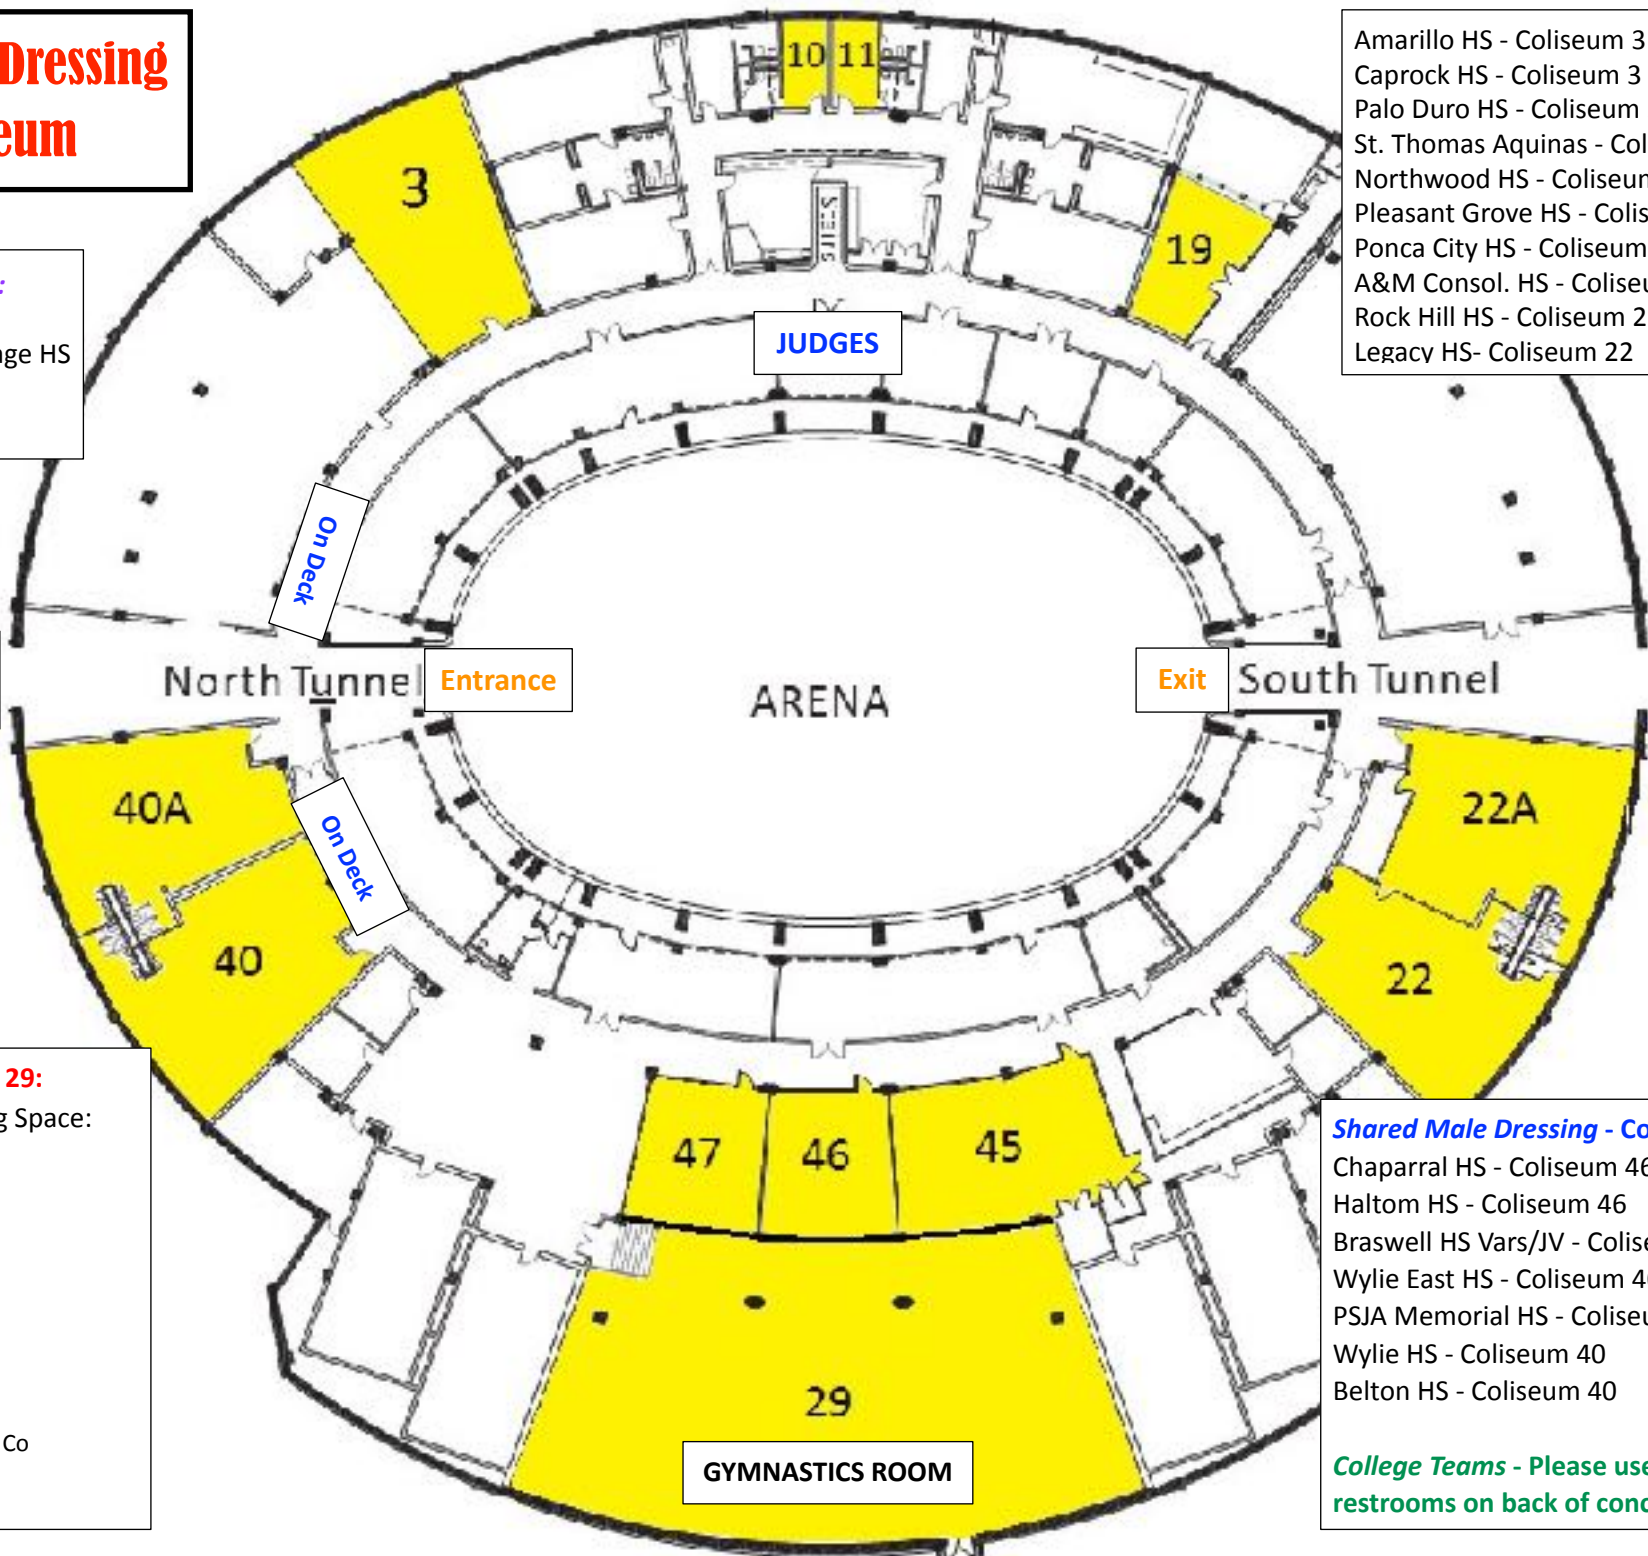 Dressing
eum
:
nge HS
Amarillo HS - Coliseum 3
Caprock HS - Coliseum 3
Palo Duro HS - Coliseum
St. Thomas Aquinas - Col
Northwood HS - Coliseum
Pleasant Grove HS - Colis
Ponca City HS - Coliseum
A&M Consol. HS - Coliseu
Rock Hill HS - Coliseum 2
Legacy HS- Coliseum 22
10
11
3
19
STAIRS
JUDGES
On Deck
North Tunnel
Entrance
ARENA
Exit
South Tunnel
40A
On Deck
40
22A
22
47
46
45
29
GYMNASTICS ROOM
29:
g Space:
Co
Shared Male Dressing - Co
Chaparral HS - Coliseum 46
Haltom HS - Coliseum 46
Braswell HS Vars/JV - Colise
Wylie East HS - Coliseum 40
PSJA Memorial HS - Coliseu
Wylie HS - Coliseum 40
Belton HS - Coliseum 40
College Teams - Please use
restrooms on back of conc